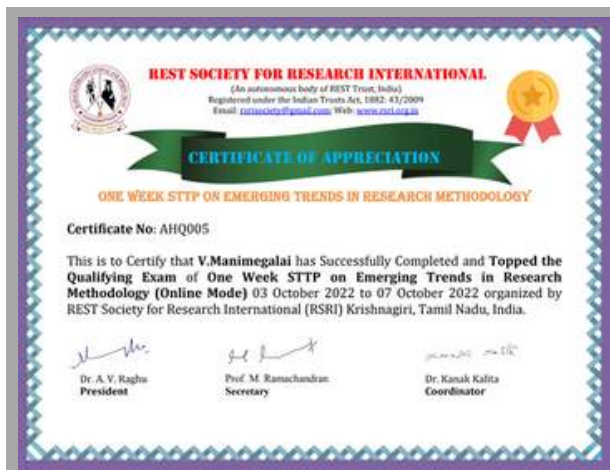 REST SOCIETY FOR RESEARCH INTERNATIONAL
(An autonomous body of REST Trust, India)
Registered under the Indian Trusts Act, 1882: 43/2009
Email: rsrisociety@gmail.com; Web: www.rsri.org.in
CERTIFICATE OF APPRECIATION
ONE WEEK STTP ON EMERGING TRENDS IN RESEARCH METHODOLOGY
Certificate No: AHQ005
This is to Certify that V.Manimegalai has Successfully Completed and Topped the
Qualifying Exam of One Week STTP on Emerging Trends in Research
Methodology (Online Mode) 03 October 2022 to 07 October 2022 organized by
REST Society for Research International (RSRI) Krishnagiri, Tamil Nadu, India.
Dr. A. V. Raghu
President
Prof. M. Ramachandran
Secretary
Dr. Kanak Kalita
Coordinator